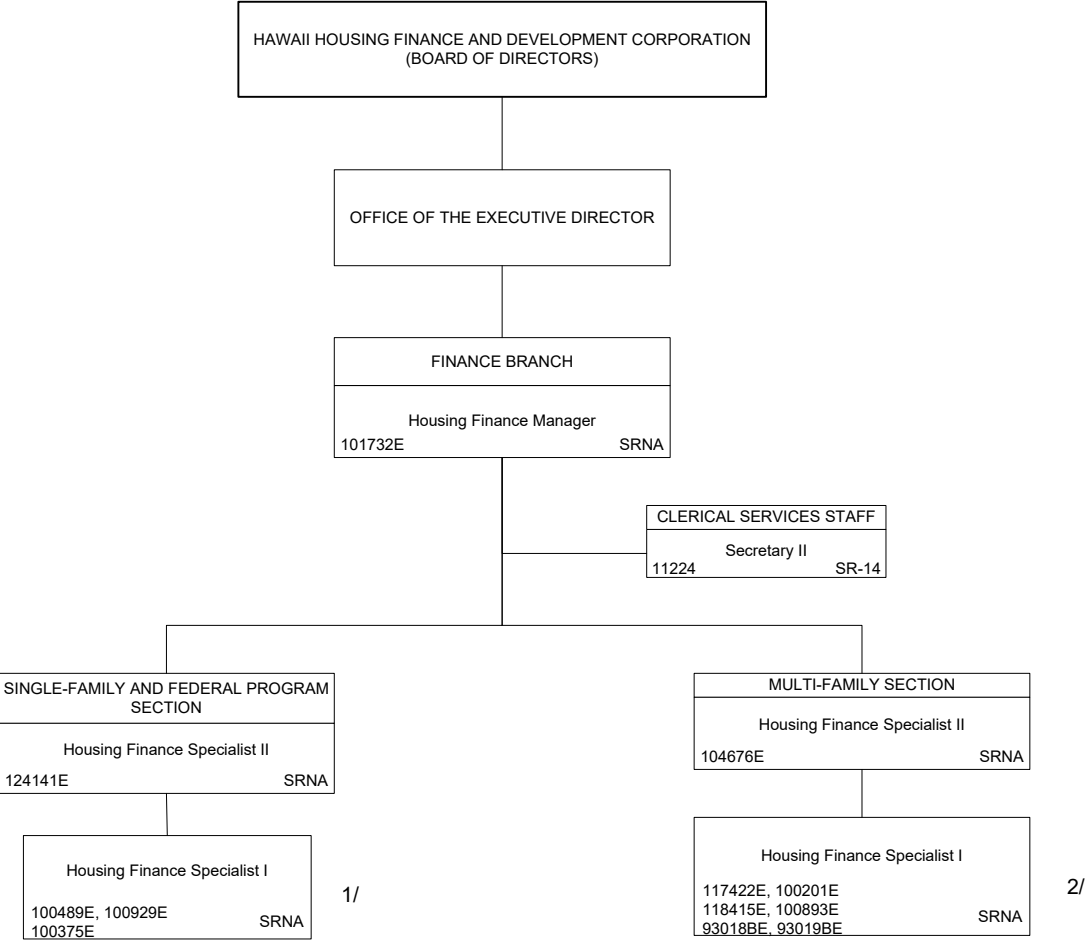 HAWAII HOUSING FINANCE AND DEVELOPMENT CORPORATION
(BOARD OF DIRECTORS)
OFFICE OF THE EXECUTIVE DIRECTOR
FINANCE BRANCH
Housing Finance Manager
101732E SRNA
CLERICAL SERVICES STAFF
Secretary II
11224 SR-14
SINGLE-FAMILY AND FEDERAL PROGRAM
SECTION
Housing Finance Specialist II
124141E SRNA
Housing Finance Specialist I
100489E, 100929E
100375E SRNA
1/
MULTI-FAMILY SECTION
Housing Finance Specialist II
104676E SRNA
Housing Finance Specialist I
117422E, 100201E
118415E, 100893E
93018BE, 93019BE SRNA
2/